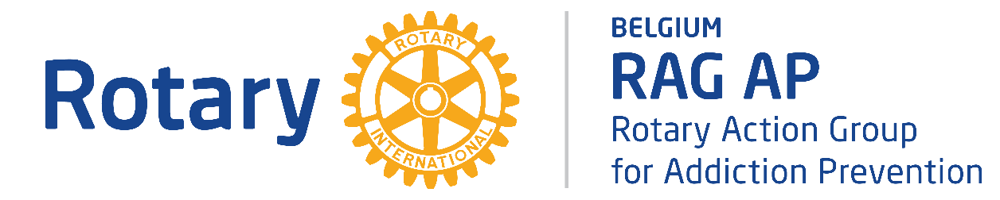 Rotary
ROTARY
INTERNATIONAL
BELGIUM
RAG AP
Rotary Action Group
for Addiction Prevention